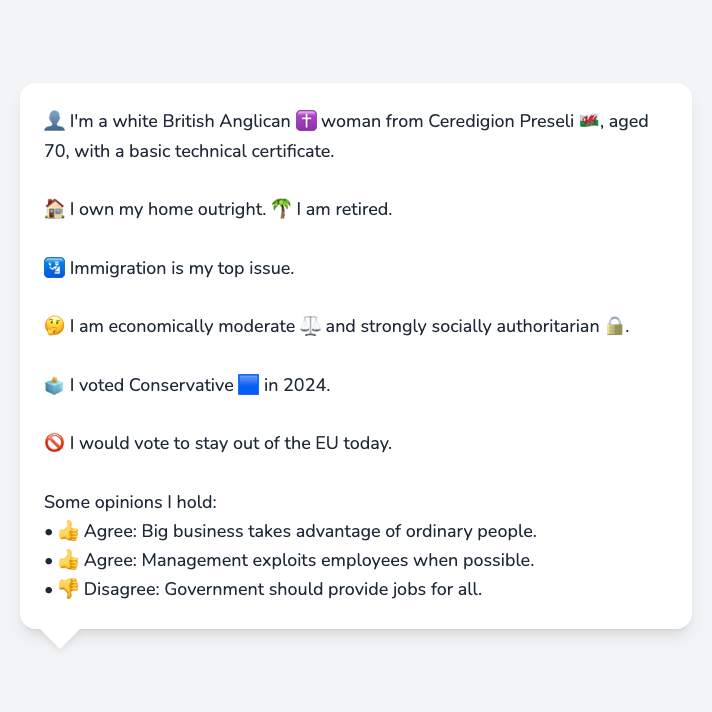 👤 I'm a white British Anglican ✝️ woman from Ceredigion Preseli 🏴󠁧󠁢󠁷󠁬󠁳󠁿, aged
70, with a basic technical certificate.
🏠 I own my home outright. 🌴 I am retired.
🛂 Immigration is my top issue.
🤔 I am economically moderate ⚖️ and strongly socially authoritarian 🔒.
🗳️ I voted Conservative 🟦 in 2024.
🚫 I would vote to stay out of the EU today.
Some opinions I hold:
• 👍 Agree: Big business takes advantage of ordinary people.
• 👍 Agree: Management exploits employees when possible.
• 👎 Disagree: Government should provide jobs for all.